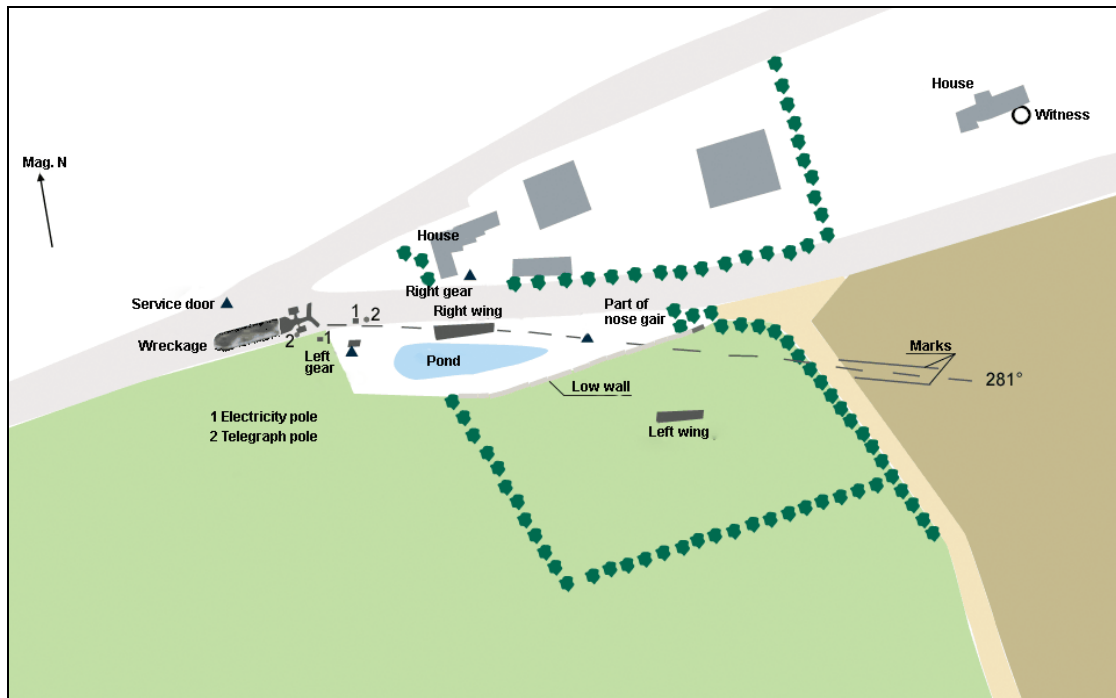 House
Witness
Mag. N
House
Service door
Right gear
1 2
Right wing
Part of
nose gair
Wreckage
2
1
Left
gear
Pond
Marks
281°
Low wall
1 Electricity pole
2 Telegraph pole
Left wing